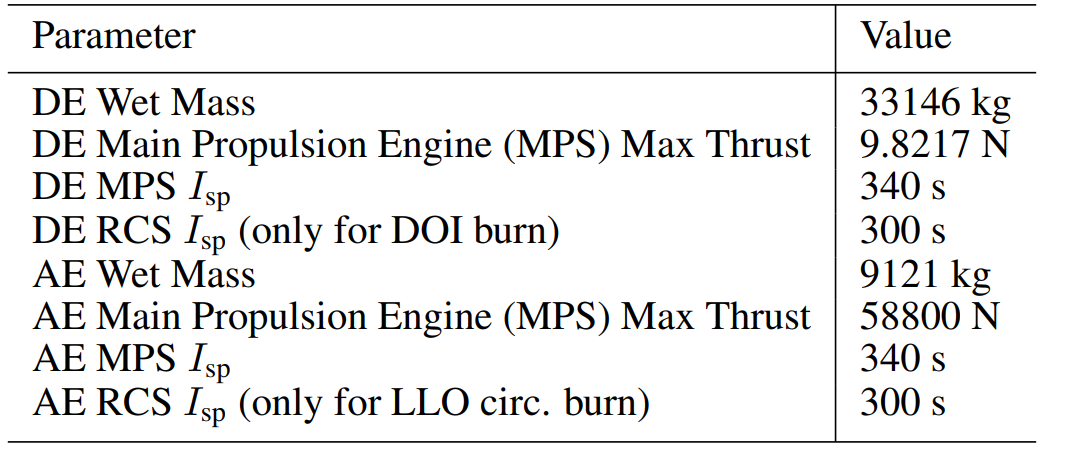 Parameter Value
DE Wet Mass 33146 kg
DE Main Propulsion Engine (MPS) Max Thrust 9.8217 N
DE MPS Isp 340 s
DE RCS Isp (only for DOI burn) 300 s
AE Wet Mass 9121 kg
AE Main Propulsion Engine (MPS) Max Thrust 58800 N
AE MPS Isp 340 s
AE RCS Isp (only for LLO circ. burn) 300 s